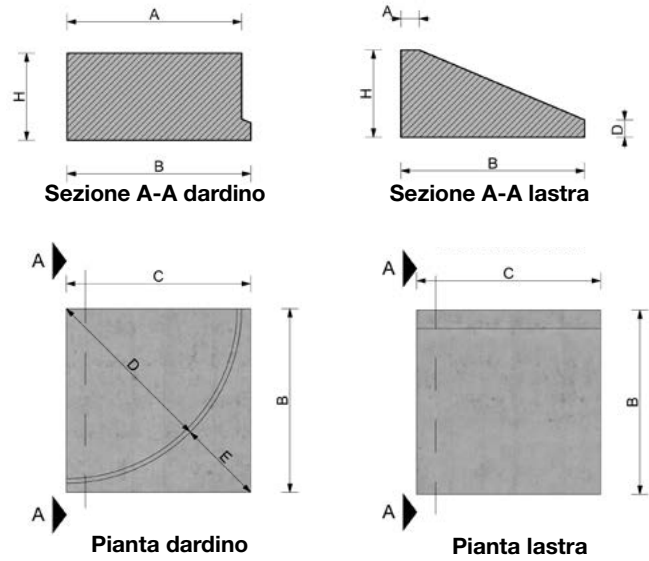 A
H
B
Sezione A-A dardino
A
H
D
B
Sezione A-A lastra
A
C
D
E
B
A
Pianta dardino
A
C
B
A
Pianta lastra